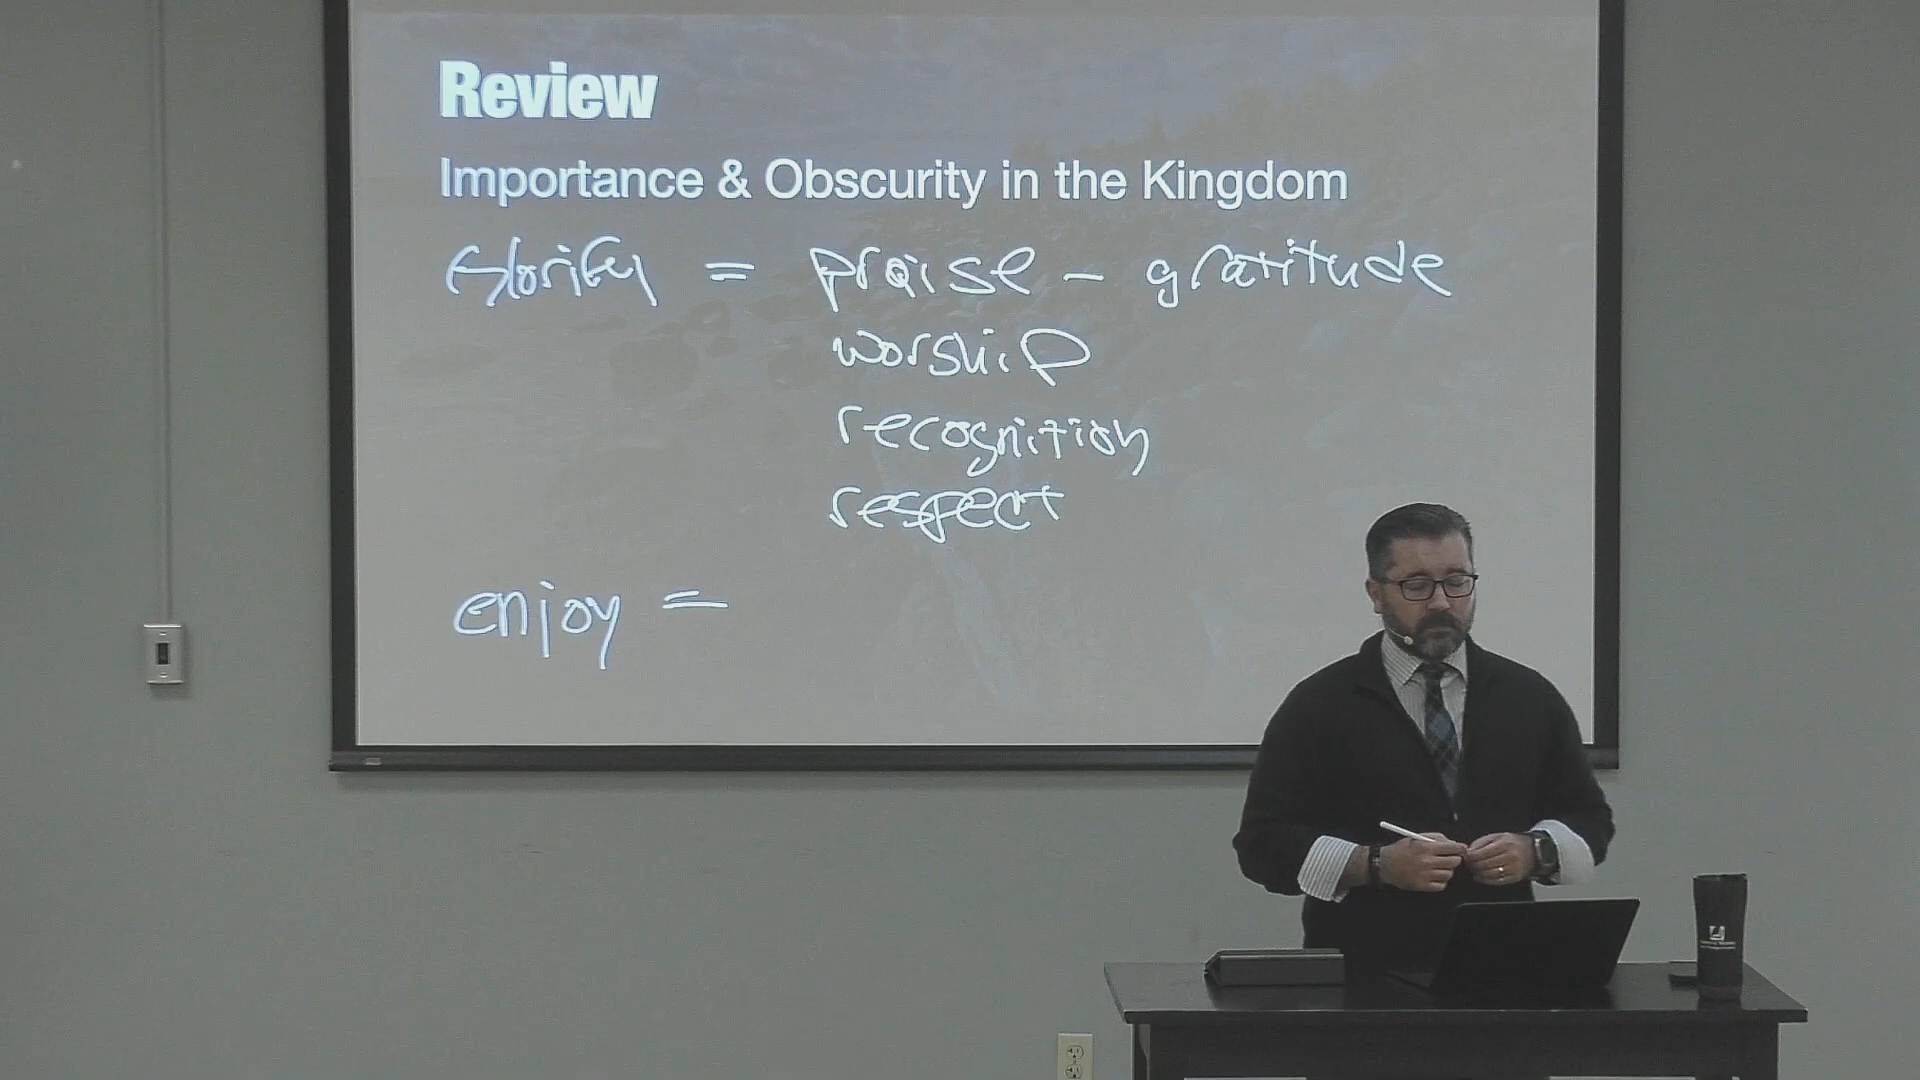 Review
Importance & Obscurity in the Kingdom
Glorify = praise - gratitude
worship
recognition
respect
enjoy =